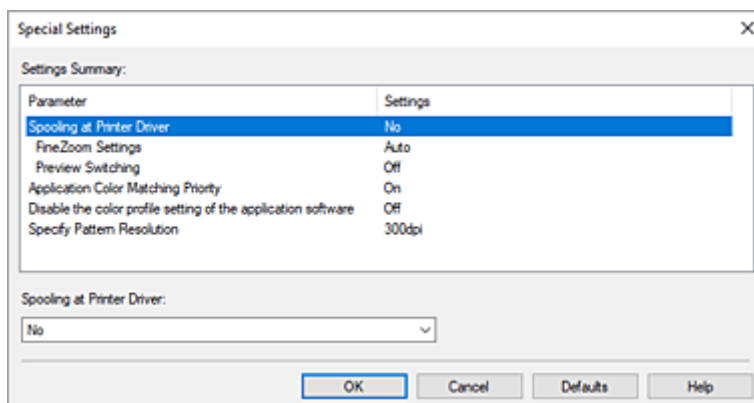 Special Settings
Settings Summary:
Parameter Settings
Spooling at Printer Driver No
FineZoom Settings Auto
Preview Switching Off
Application Color Matching Priority On
Disable the color profile setting of the application software Off
Specify Pattern Resolution 300dpi
Spooling at Printer Driver:
No
OK Cancel Defaults Help